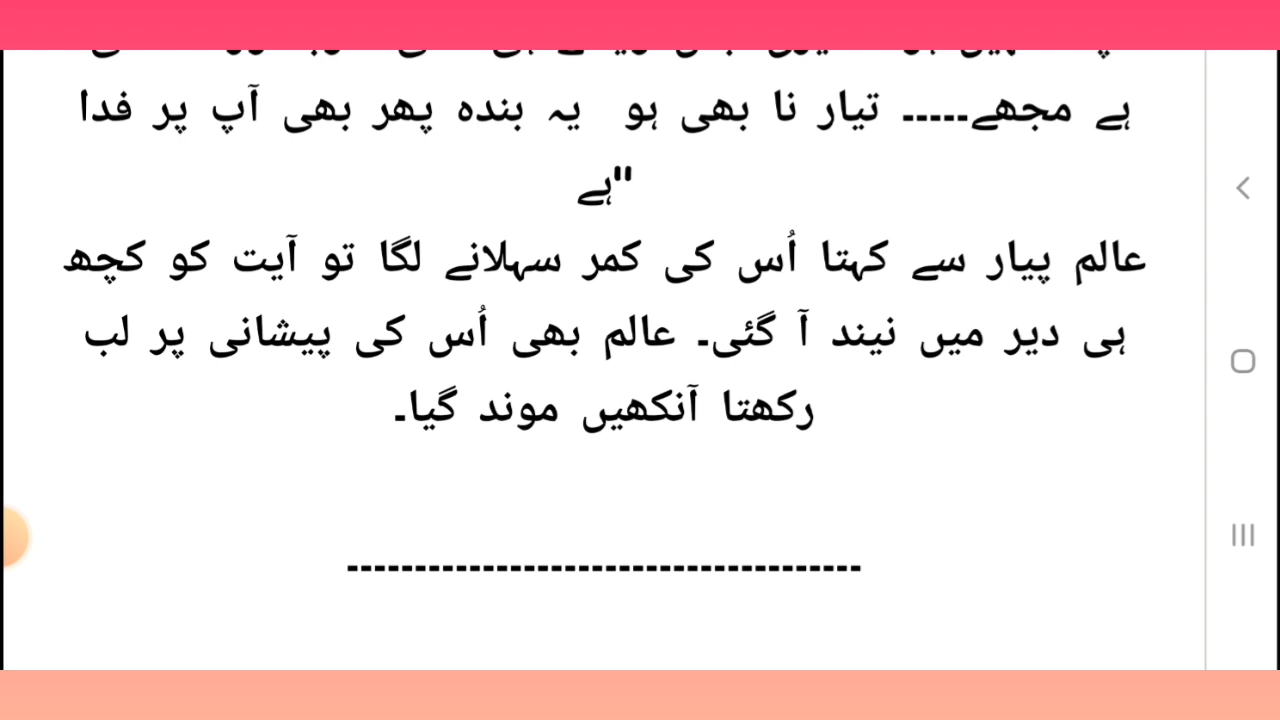 ہے مجھے۔۔۔۔۔ تیار نا بھی ہو یہ بندہ پھر بھی آپ پر فدا
ہے"
عالم پیار سے کہتا اُس کی کمر سہلانے لگا تو آیت کو کچھ
ہی دیر میں نیند آ گئی۔ عالم بھی اُس کی پیشانی پر لب
رکھتا آنکھیں موند گیا۔
--------------------------------------